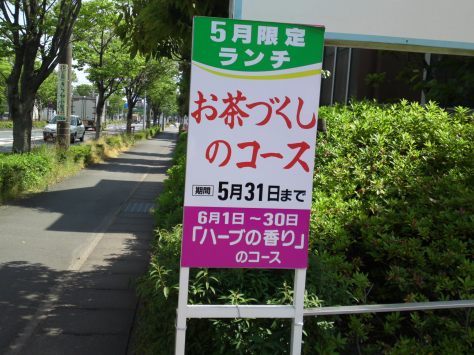 5月限定
ランチ
お茶づくし
のコース
期間 5月31日まで
6月1日～30日
「ハーブの香り」
のコース